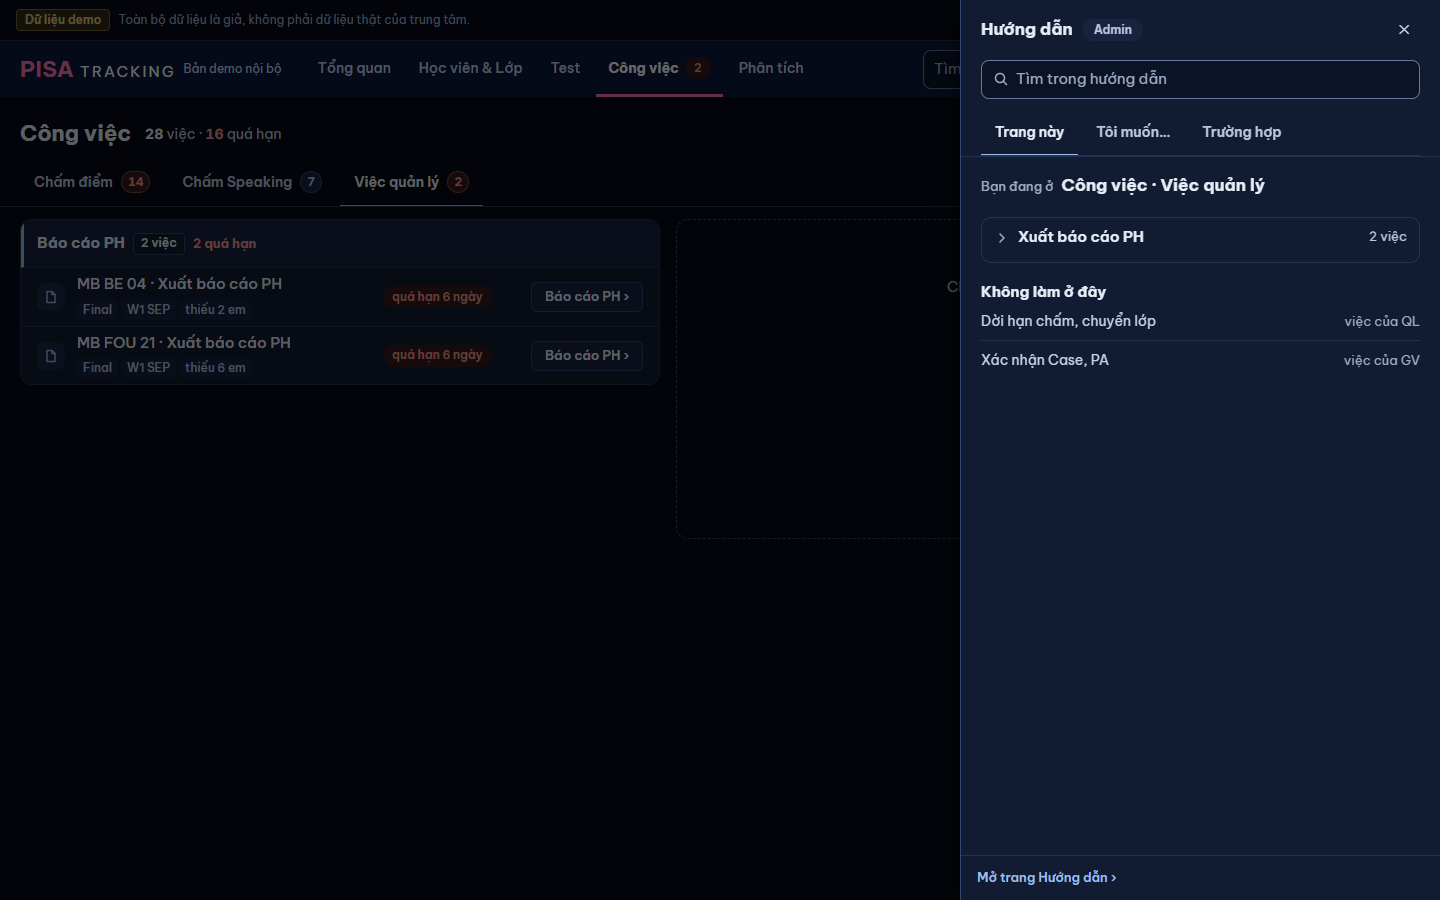 Dữ liệu demo Toàn bộ dữ liệu là giả, không phải dữ liệu thật của trung tâm.
PISA TRACKING Bản demo nội bộ Tổng quan Học viên & Lớp Test Công việc 2 Phân tích Tìm
Công việc 28 việc · 16 quá hạn
Chấm điểm 14 Chấm Speaking 7 Việc quản lý 2
Báo cáo PH 2 việc 2 quá hạn
MB BE 04 · Xuất báo cáo PH
Final W1 SEP thiếu 2 em
quá hạn 6 ngày
Báo cáo PH ›
MB FOU 21 · Xuất báo cáo PH
Final W1 SEP thiếu 6 em
quá hạn 6 ngày
Báo cáo PH ›
Hướng dẫn Admin
Tìm trong hướng dẫn
Trang này Tôi muốn... Trường hợp
Bạn đang ở Công việc · Việc quản lý
Xuất báo cáo PH 2 việc
Không làm ở đây
Dời hạn chấm, chuyển lớp việc của QL
Xác nhận Case, PA việc của GV
Mở trang Hướng dẫn ›